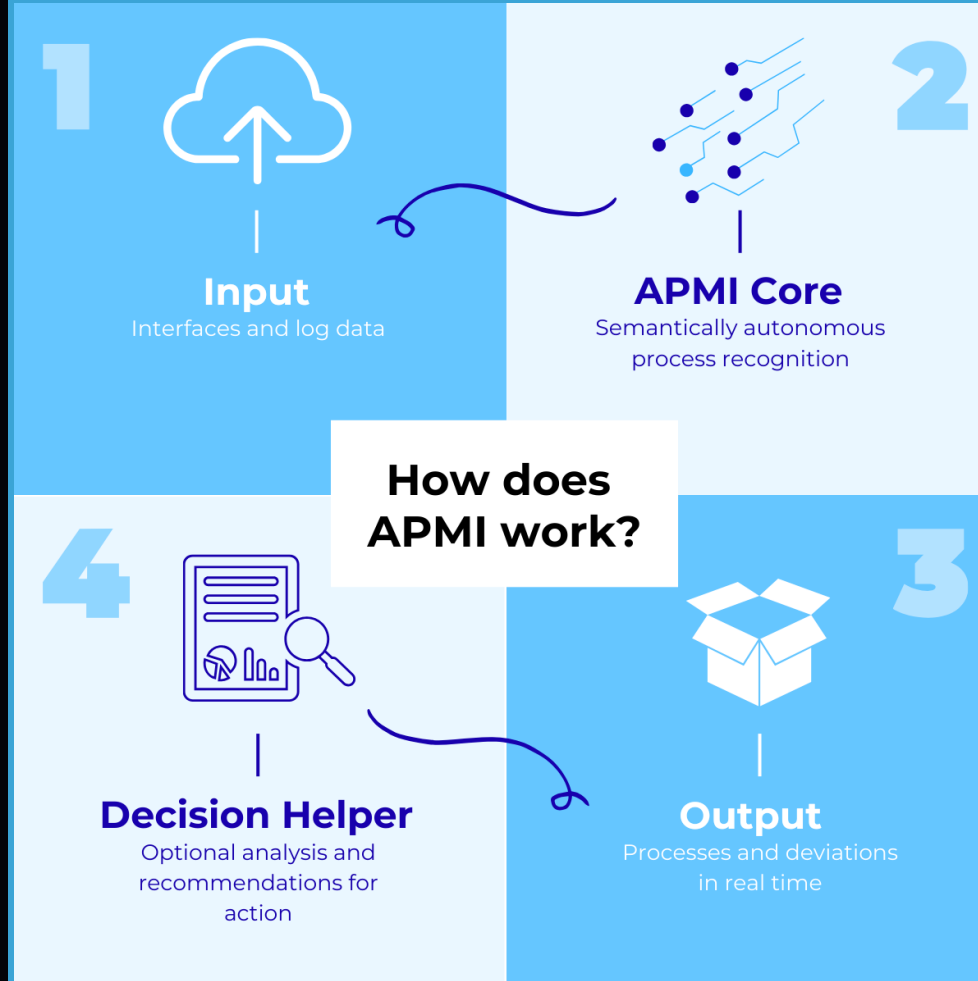 1
Input
Interfaces and log data
2
APMI Core
Semantically autonomous
process recognition
How does
APMI work?
3
Output
Processes and deviations
in real time
4
Decision Helper
Optional analysis and
recommendations for
action